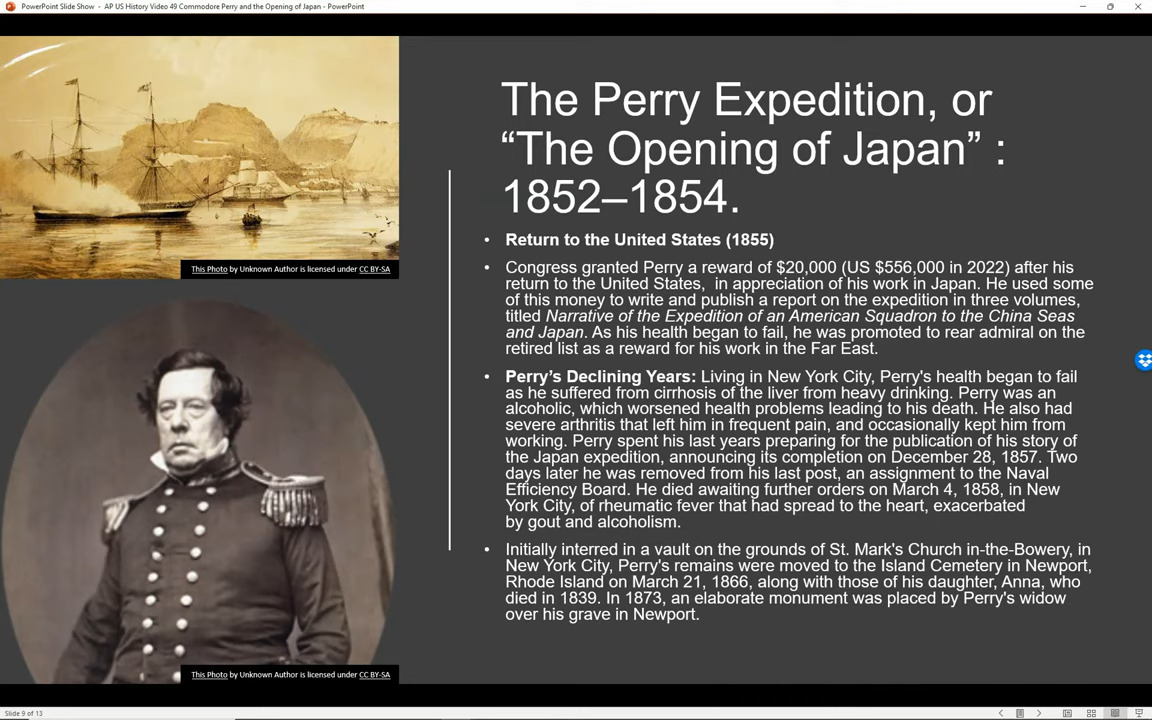 PowerPoint Slide Show - AP US History Video 49 Commodore Perry and the Opening of Japan - PowerPoint
This Photo by Unknown Author is licensed under CC BY-SA
This Photo by Unknown Author is licensed under CC BY-SA
The Perry Expedition, or
“The Opening of Japan” :
1852–1854.
• Return to the United States (1855)
• Congress granted Perry a reward of $20,000 (US $556,000 in 2022) after his
return to the United States, in appreciation of his work in Japan. He used some
of this money to write and publish a report on the expedition in three volumes,
titled Narrative of the Expedition of an American Squadron to the China Seas
and Japan. As his health began to fail, he was promoted to rear admiral on the
retired list as a reward for his work in the Far East.
• Perry’s Declining Years: Living in New York City, Perry's health began to fail
as he suffered from cirrhosis of the liver from heavy drinking. Perry was an
alcoholic, which worsened health problems leading to his death. He also had
severe arthritis that left him in frequent pain, and occasionally kept him from
working. Perry spent his last years preparing for the publication of his story of
the Japan expedition, announcing its completion on December 28, 1857. Two
days later he was removed from his last post, an assignment to the Naval
Efficiency Board. He died awaiting further orders on March 4, 1858, in New
York City, of rheumatic fever that had spread to the heart, exacerbated
by gout and alcoholism.
• Initially interred in a vault on the grounds of St. Mark's Church in-the-Bowery, in
New York City, Perry's remains were moved to the Island Cemetery in Newport,
Rhode Island on March 21, 1866, along with those of his daughter, Anna, who
died in 1839. In 1873, an elaborate monument was placed by Perry's widow
over his grave in Newport.
Slide 9 of 13